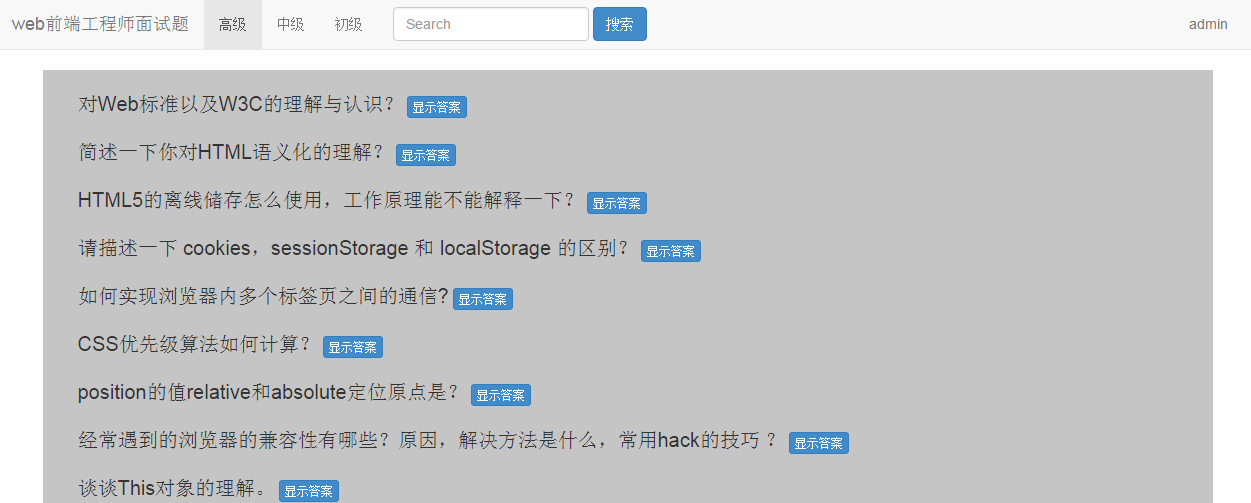 web前端工程师面试题 高级 中级 初级 Search 搜索 admin
对Web标准以及W3C的理解与认识？ 显示答案
简述一下你对HTML语义化的理解？ 显示答案
HTML5的离线储存怎么使用，工作原理能不能解释一下？ 显示答案
请描述一下 cookies，sessionStorage 和 localStorage 的区别？ 显示答案
如何实现浏览器内多个标签页之间的通信? 显示答案
CSS优先级算法如何计算？ 显示答案
position的值relative和absolute定位原点是？ 显示答案
经常遇到的浏览器的兼容性有哪些？原因，解决方法是什么，常用hack的技巧 ？ 显示答案
谈谈This对象的理解。 显示答案